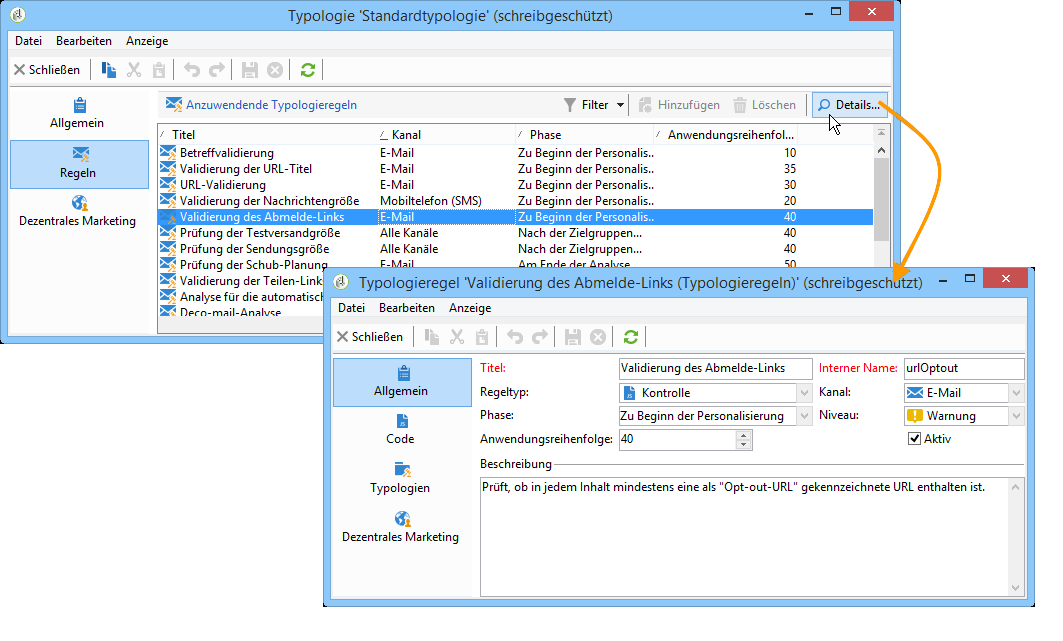 Typologie 'Standardtypologie' (schreibgeschützt)
Datei Bearbeiten Anzeige
Schließen
Allgemein
Regeln
Dezentrales Marketing
Anzuwendende Typologieregeln Filter Hinzufügen Löschen Details...
Titel Kanal Phase Anwendungsreihenfol...
Betreffvalidierung E-Mail Zu Beginn der Personalis.. 10
Validierung der URL-Titel E-Mail Zu Beginn der Personalis.. 35
URL-Validierung E-Mail Zu Beginn der Personalis.. 30
Validierung der Nachrichtengröße Mobiltelefon (SMS) Zu Beginn der Personalis.. 20
Validierung des Abmelde-Links E-Mail Zu Beginn der Personalis.. 40
Prüfung der Testversandgröße Alle Kanäle Nach der Zielgruppen... 40
Prüfung der Sendungsgröße Alle Kanäle Nach der Zielgruppen... 40
Prüfung der Schub-Planung E-Mail Am Ende der Analyse 50
Validierung der Teilen-Link
Analyse für die automatisch
Deco-mail-Analyse
Typologieregel 'Validierung des Abmelde-Links (Typologieregeln)' (schreibgeschützt)
Datei Bearbeiten Anzeige
Schließen
Allgemein
Code
Typologien
Dezentrales Marketing
Titel: Validierung des Abmelde-Links Interner Name: urlOptout
Regeltyp: Kontrolle Kanal: E-Mail
Phase: Zu Beginn der Personalisierung Niveau: Warnung
Anwendungsreihenfolge: 40 Aktiv
Beschreibung
Prüft, ob in jedem Inhalt mindestens eine als "Opt-out-URL" gekennzeichnete URL enthalten ist.